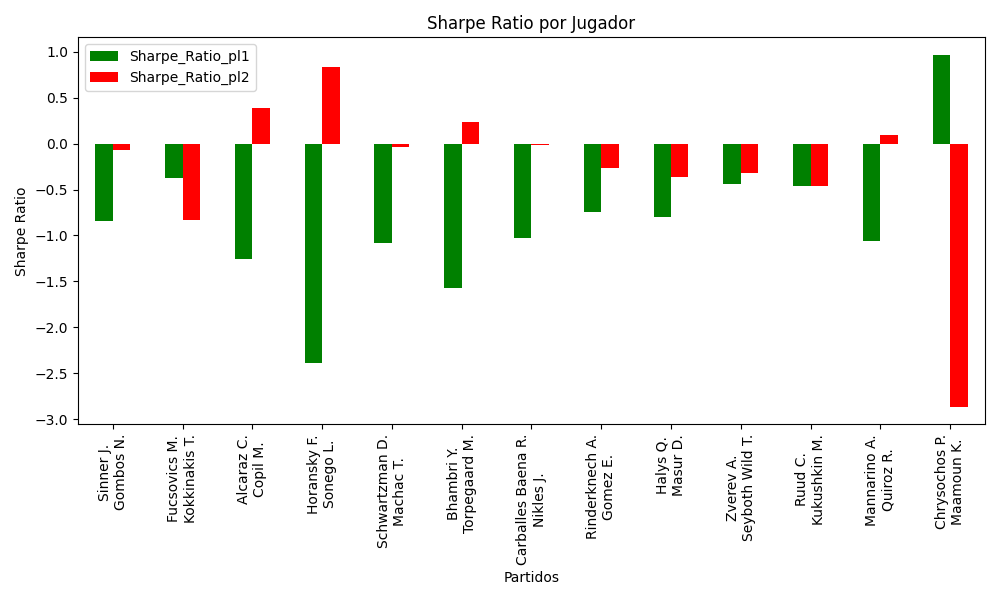 Sharpe Ratio por Jugador
Sharpe_Ratio_pl1
Sharpe_Ratio_pl2
Sharpe Ratio
1.0
0.5
0.0
−0.5
−1.0
−1.5
−2.0
−2.5
−3.0
Sinner J.
Gombos N.
Fucsovics M.
Kokkinakis T.
Alcaraz C.
Copil M.
Horansky F.
Sonego L.
Schwartzman D.
Machac T.
Bhambri Y.
Torpegaard M.
Carballes Baena R.
Nikles J.
Rinderknech A.
Gomez E.
Halys Q.
Masur D.
Zverev A.
Seyboth Wild T.
Ruud C.
Kukushkin M.
Mannarino A.
Quiroz R.
Chrysochos P.
Maamoun K.
Partidos